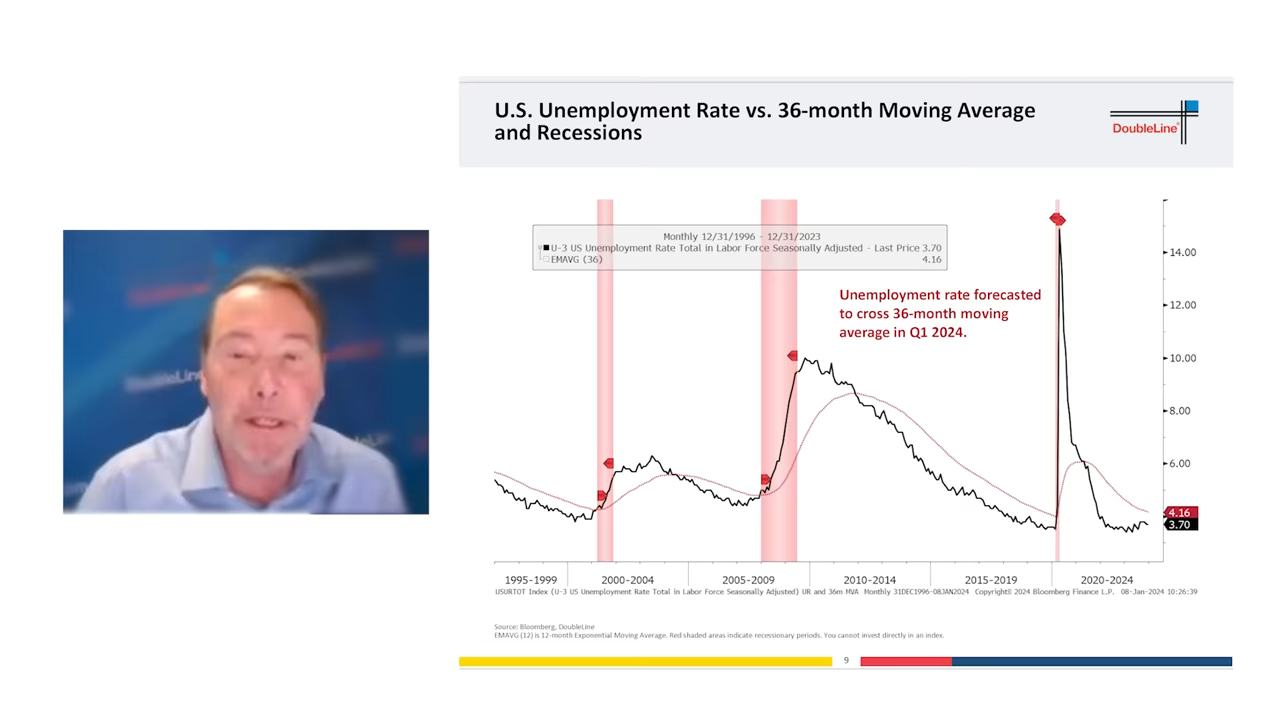 U.S. Unemployment Rate vs. 36-month Moving Average
and Recessions
DoubleLine®
Monthly 12/31/1996 - 12/31/2023
U-3 US Unemployment Rate Total in Labor Force Seasonally Adjusted - Last Price 3.70
EMAVG (36) 4.16
Unemployment rate forecasted
to cross 36-month moving
average in Q1 2024.
14.00
12.00
10.00
8.00
6.00
4.16
3.70
1995-1999 2000-2004 2005-2009 2010-2014 2015-2019 2020-2024
USURTOT Index (U-3 US Unemployment Rate Total in Labor Force Seasonally Adjusted) UR and 36m MVA Monthly 31DEC1996-08JAN2024 Copyright© 2024 Bloomberg Finance L.P. 08-Jan-2024 10:26:39
Source: Bloomberg, DoubleLine
EMAVG (12) is 12-month Exponential Moving Average. Red shaded areas indicate recessionary periods. You cannot invest directly in an index.
9
DoubleLine